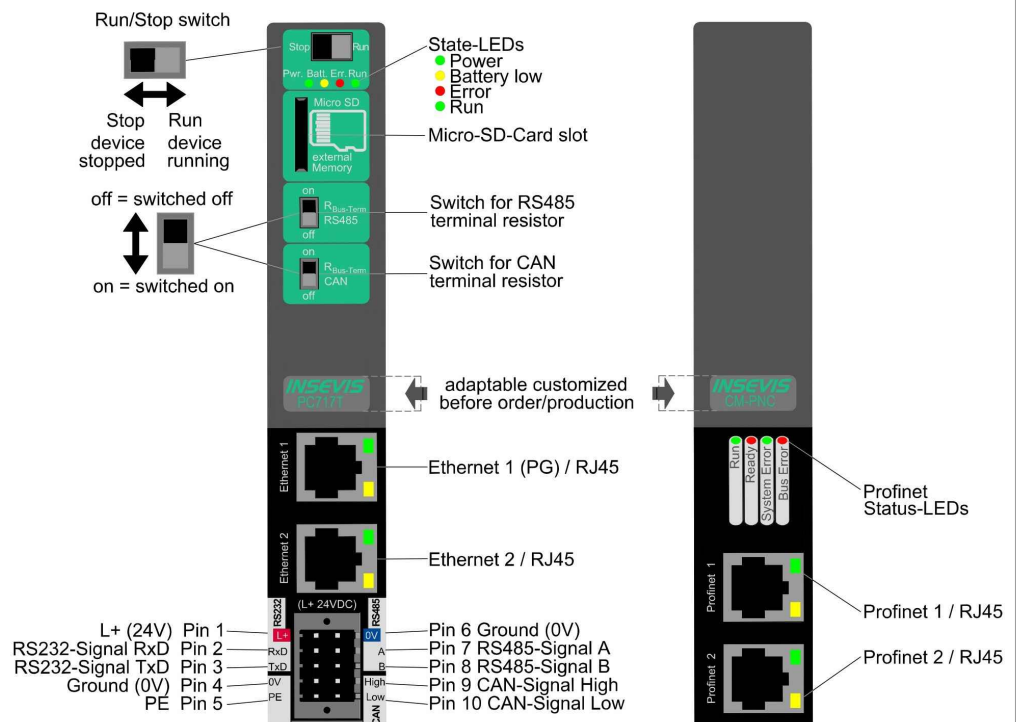 Run/Stop switch
Stop Run
device device
stopped running
off = switched off
on = switched on
Stop Run
Pwr. Batt. Err. Run
Micro SD
external
Memory
on
RBus-Term
RS485
off
on
RBus-Term
CAN
off
State-LEDs
Power
Battery low
Error
Run
Micro-SD-Card slot
Switch for RS485
terminal resistor
Switch for CAN
terminal resistor
INSEVIS
PC717T
adaptable customized
before order/production
INSEVIS
CM-PNC
Ethernet 1
Ethernet 1 (PG) / RJ45
Ethernet 2
Ethernet 2 / RJ45
Run
Ready
System Error
Bus Error
Profinet
Status-LEDs
Profinet 1
Profinet 1 / RJ45
Profinet 2
Profinet 2 / RJ45
RS232
(L+ 24VDC)
RS485
L+ (24V) Pin 1
RS232-Signal RxD Pin 2
RS232-Signal TxD Pin 3
Ground (0V) Pin 4
PE Pin 5
L+
RxD
TxD
0V
PE
0V
A
B
High
Low
CAN
Pin 6 Ground (0V)
Pin 7 RS485-Signal A
Pin 8 RS485-Signal B
Pin 9 CAN-Signal High
Pin 10 CAN-Signal Low